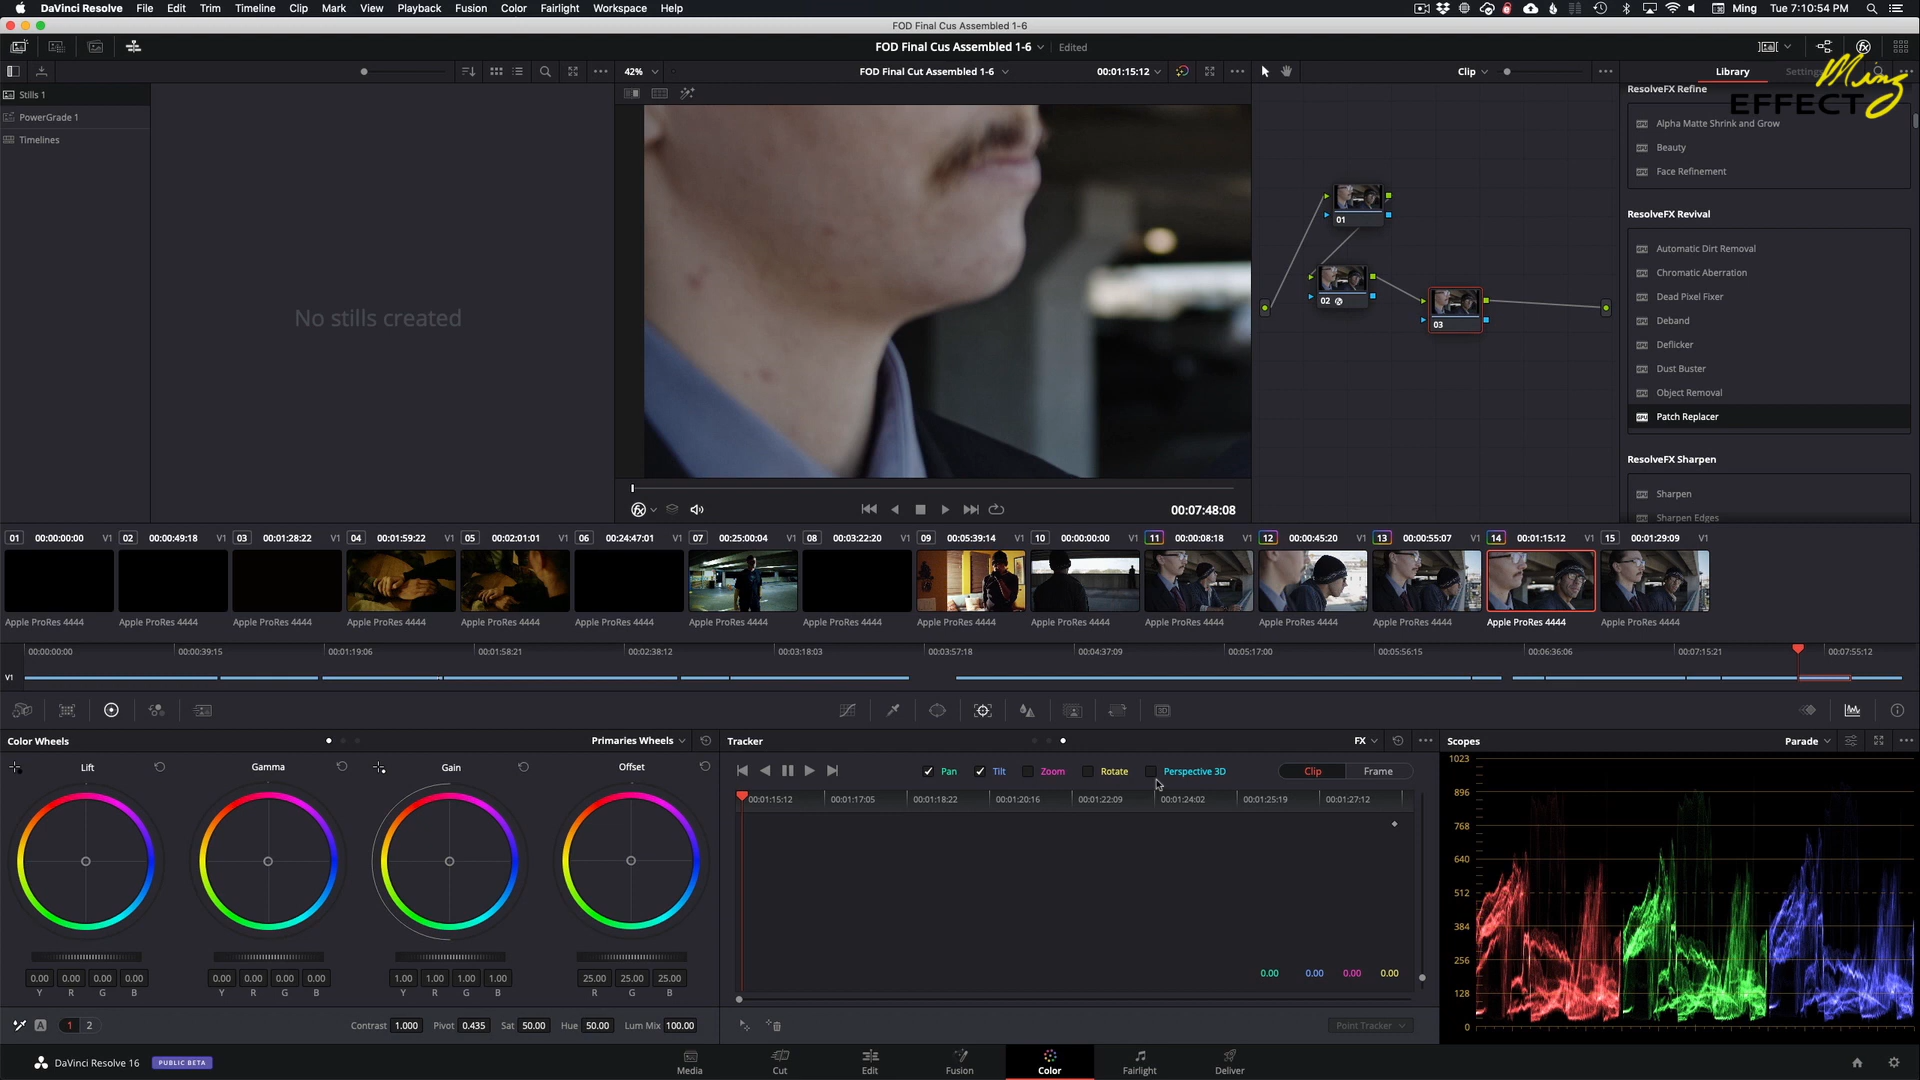 DaVinci Resolve File Edit Trim Timeline Clip Mark View Playback Fusion Color Fairlight Workspace Help Ming Tue 7:10:54 PM
FOD Final Cus Assembled 1-6
FOD Final Cus Assembled 1-6 Edited
42% FOD Final Cut Assembled 1-6 00:01:15:12 Clip Library Settings
Ming
EFFECT
Stills 1
PowerGrade 1
Timelines
No stills created
01
02
03
ResolveFX Refine
Alpha Matte Shrink and Grow
Beauty
Face Refinement
ResolveFX Revival
Automatic Dirt Removal
Chromatic Aberration
Dead Pixel Fixer
Deband
Deflicker
Dust Buster
Object Removal
Patch Replacer
ResolveFX Sharpen
Sharpen
Sharpen Edges
00:07:48:08
01 00:00:00:00 V1 02 00:00:49:18 V1 03 00:01:28:22 V1 04 00:01:59:22 V1 05 00:02:01:01 V1 06 00:24:47:01 V1 07 00:25:00:04 V1 08 00:03:22:20 V1 09 00:05:39:14 V1 10 00:00:00:00 V1 11 00:00:08:18 V1 12 00:00:45:20 V1 13 00:00:55:07 V1 14 00:01:15:12 V1 15 00:01:29:09 V1
Apple ProRes 4444 Apple ProRes 4444 Apple ProRes 4444 Apple ProRes 4444 Apple ProRes 4444 Apple ProRes 4444 Apple ProRes 4444 Apple ProRes 4444 Apple ProRes 4444 Apple ProRes 4444 Apple ProRes 4444 Apple ProRes 4444 Apple ProRes 4444 Apple ProRes 4444 Apple ProRes 4444
00:00:00:00 00:00:39:15 00:01:19:06 00:01:58:21 00:02:38:12 00:03:18:03 00:03:57:18 00:04:37:09 00:05:17:00 00:05:56:15 00:06:36:06 00:07:15:21 00:07:55:12
V1
Color Wheels Primaries Wheels Tracker FX Scopes Parade
Lift Gamma Gain Offset
Pan Tilt Zoom Rotate Perspective 3D Clip Frame
00:01:15:12 00:01:17:05 00:01:18:22 00:01:20:16 00:01:22:09 00:01:24:02 00:01:25:19 00:01:27:12
1023
896
768
640
512
384
256
128
0
0.00 0.00 0.00 0.00
0.00 0.00 0.00 0.00 0.00 0.00 0.00 0.00 1.00 1.00 1.00 1.00 25.00 25.00 25.00
Y R G B Y R G B Y R G B R G B
A 1 2 Contrast 1.000 Pivot 0.435 Sat 50.00 Hue 50.00 Lum Mix 100.00 Point Tracker
DaVinci Resolve 16 PUBLIC BETA Media Cut Edit Fusion Color Fairlight Deliver